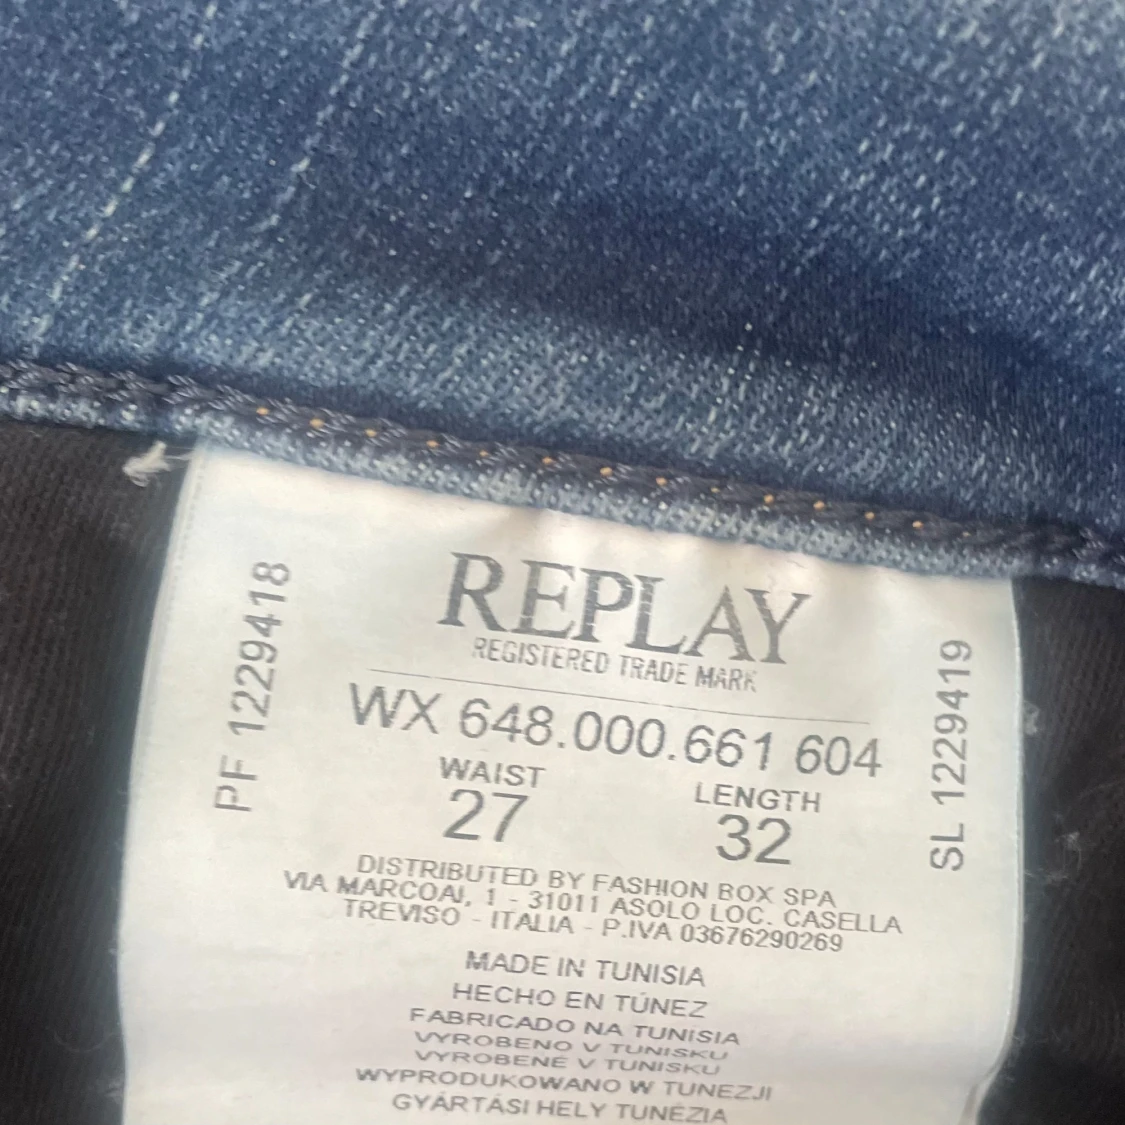 REPLAY
REGISTERED TRADE MARK
WX 648.000.661 604
WAIST
27
LENGTH
32
PF 1229418
SL 1229419
DISTRIBUTED BY FASHION BOX SPA
VIA MARCOAI, 1 - 31011 ASOLO LOC. CASELLA
TREVISO - ITALIA - P.IVA 03676290269
MADE IN TUNISIA
HECHO EN TÚNEZ
FABRICADO NA TUNISIA
VYROBENO V TUNISKU
VYROBENÉ V TUNISKU
WYPRODUKOWANO W TUNEZJI
GYÁRTÁSI HELY TUNÉZIA